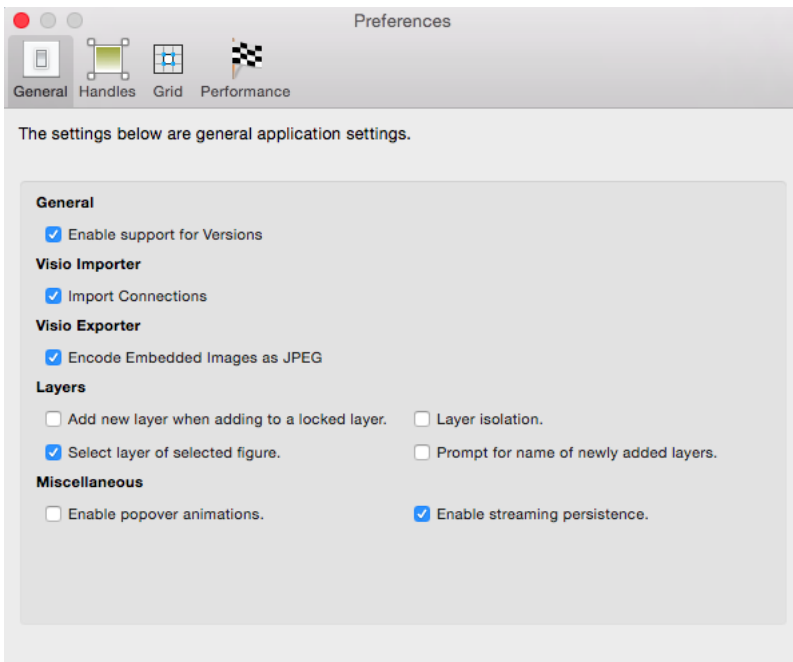 Preferences
General Handles Grid Performance
The settings below are general application settings.
General
Enable support for Versions
Visio Importer
Import Connections
Visio Exporter
Encode Embedded Images as JPEG
Layers
Add new layer when adding to a locked layer. Layer isolation.
Select layer of selected figure. Prompt for name of newly added layers.
Miscellaneous
Enable popover animations. Enable streaming persistence.